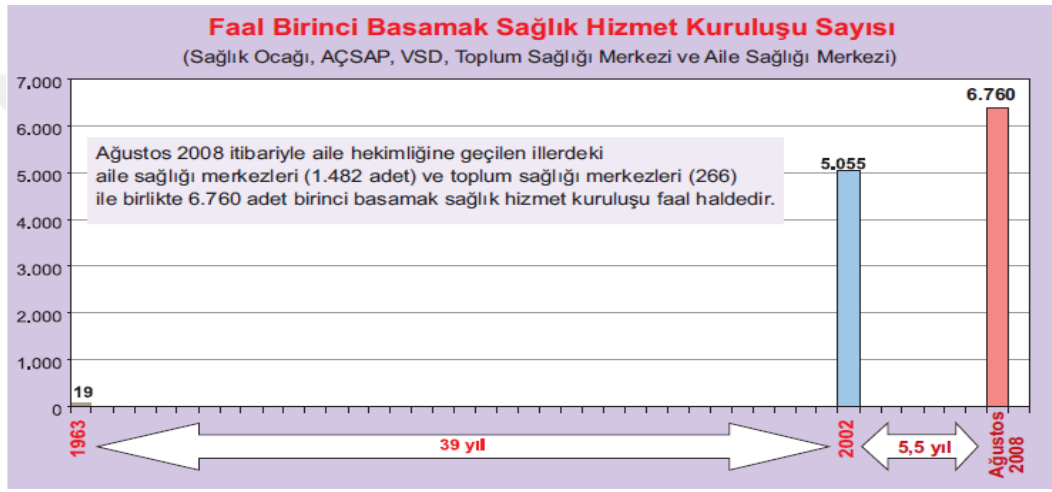 Faal Birinci Basamak Sağlık Hizmet Kuruluşu Sayısı
(Sağlık Ocağı, AÇSAP, VSD, Toplum Sağlığı Merkezi ve Aile Sağlığı Merkezi)
7.000
6.000
5.000
4.000
3.000
2.000
1.000
0
Ağustos 2008 itibariyle aile hekimliğine geçilen illerdeki
aile sağlığı merkezleri (1.482 adet) ve toplum sağlığı merkezleri (266)
ile birlikte 6.760 adet birinci basamak sağlık hizmet kuruluşu faal haldedir.
19
5.055
6.760
1963
39 yıl
2002
5,5 yıl
Ağustos
2008